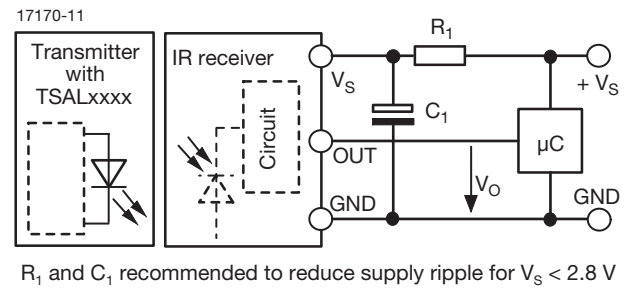 17170-11
Transmitter
with
TSALxxxx
IR receiver
Circuit
V_S
OUT
GND
R_1
C_1
V_O
+ V_S
µC
GND
R_1 and C_1 recommended to reduce supply ripple for V_S < 2.8 V